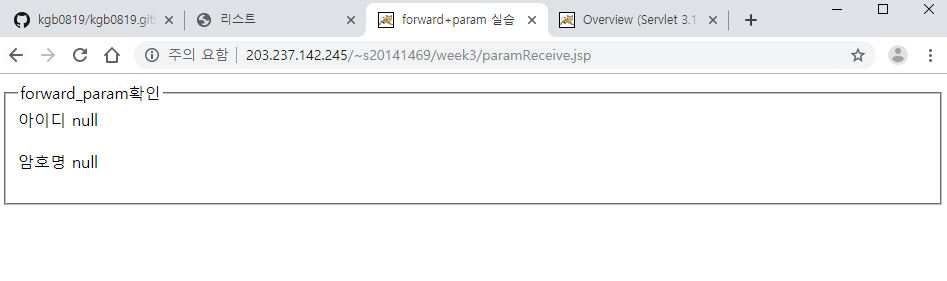 kgb0819/kgb0819.gitl
리스트
forward+param 실습
Overview (Servlet 3.1
주의 요함 203.237.142.245/~s20141469/week3/paramReceive.jsp
forward_param확인
아이디 null
암호명 null